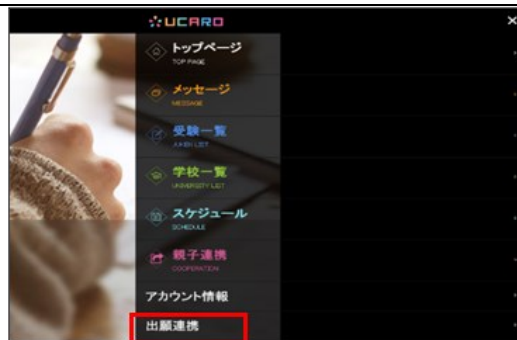 UCARO
×
トップページ
TOP PAGE
メッセージ
MESSAGE
受験一覧
JUKEN LIST
学校一覧
UNIVERSITY LIST
スケジュール
SCHEDULE
親子連携
COOPERATION
アカウント情報
出願連携